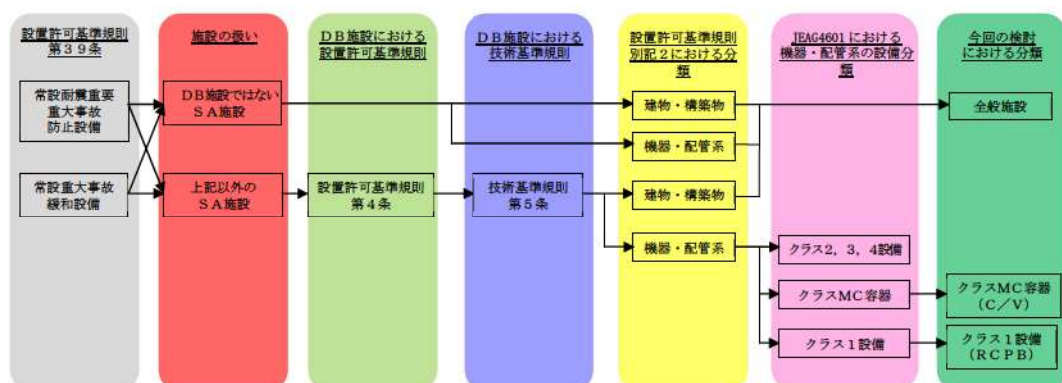 設置許可基準規則
第39条
常設耐震重要
重大事故
防止設備
常設重大事故
緩和設備
施設の扱い
DB施設ではない
SA施設
上記以外の
SA施設
DB施設における
設置許可基準規則
設置許可基準規則
第4条
DB施設における
技術基準規則
技術基準規則
第5条
設置許可基準規則
別記2における分
類
建物・構築物
機器・配管系
建物・構築物
機器・配管系
JEAG4601における
機器・配管系の設備分
類
クラス2, 3, 4設備
クラスMC容器
クラス1設備
今回の検討
における分類
全般施設
クラスMC容器
(C/V)
クラス1設備
(RCPB)